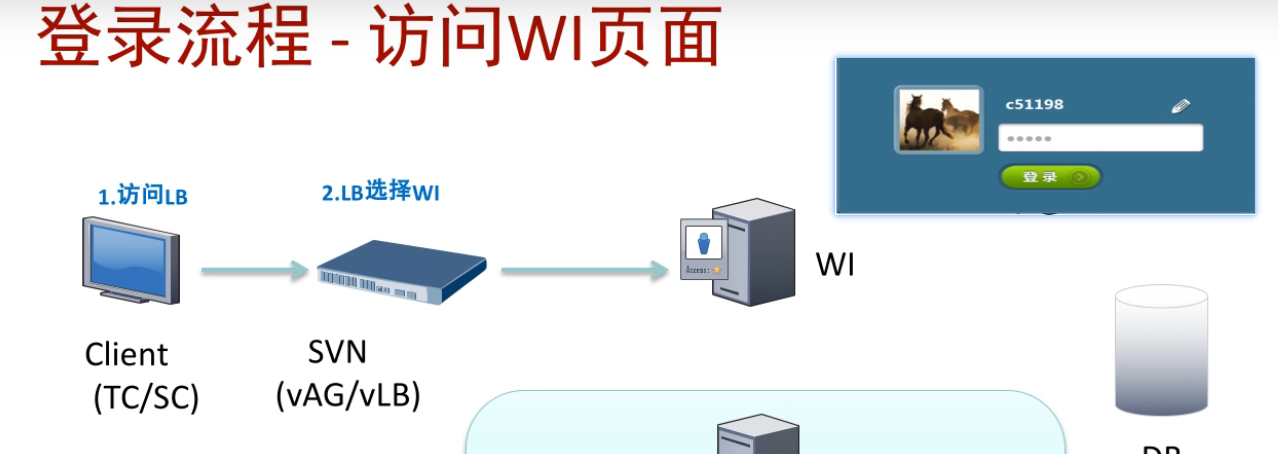 登录流程 - 访问WI页面
c51198
登录
1.访问LB
2.LB选择WI
Access:
WI
Client
(TC/SC)
SVN
(vAG/vLB)